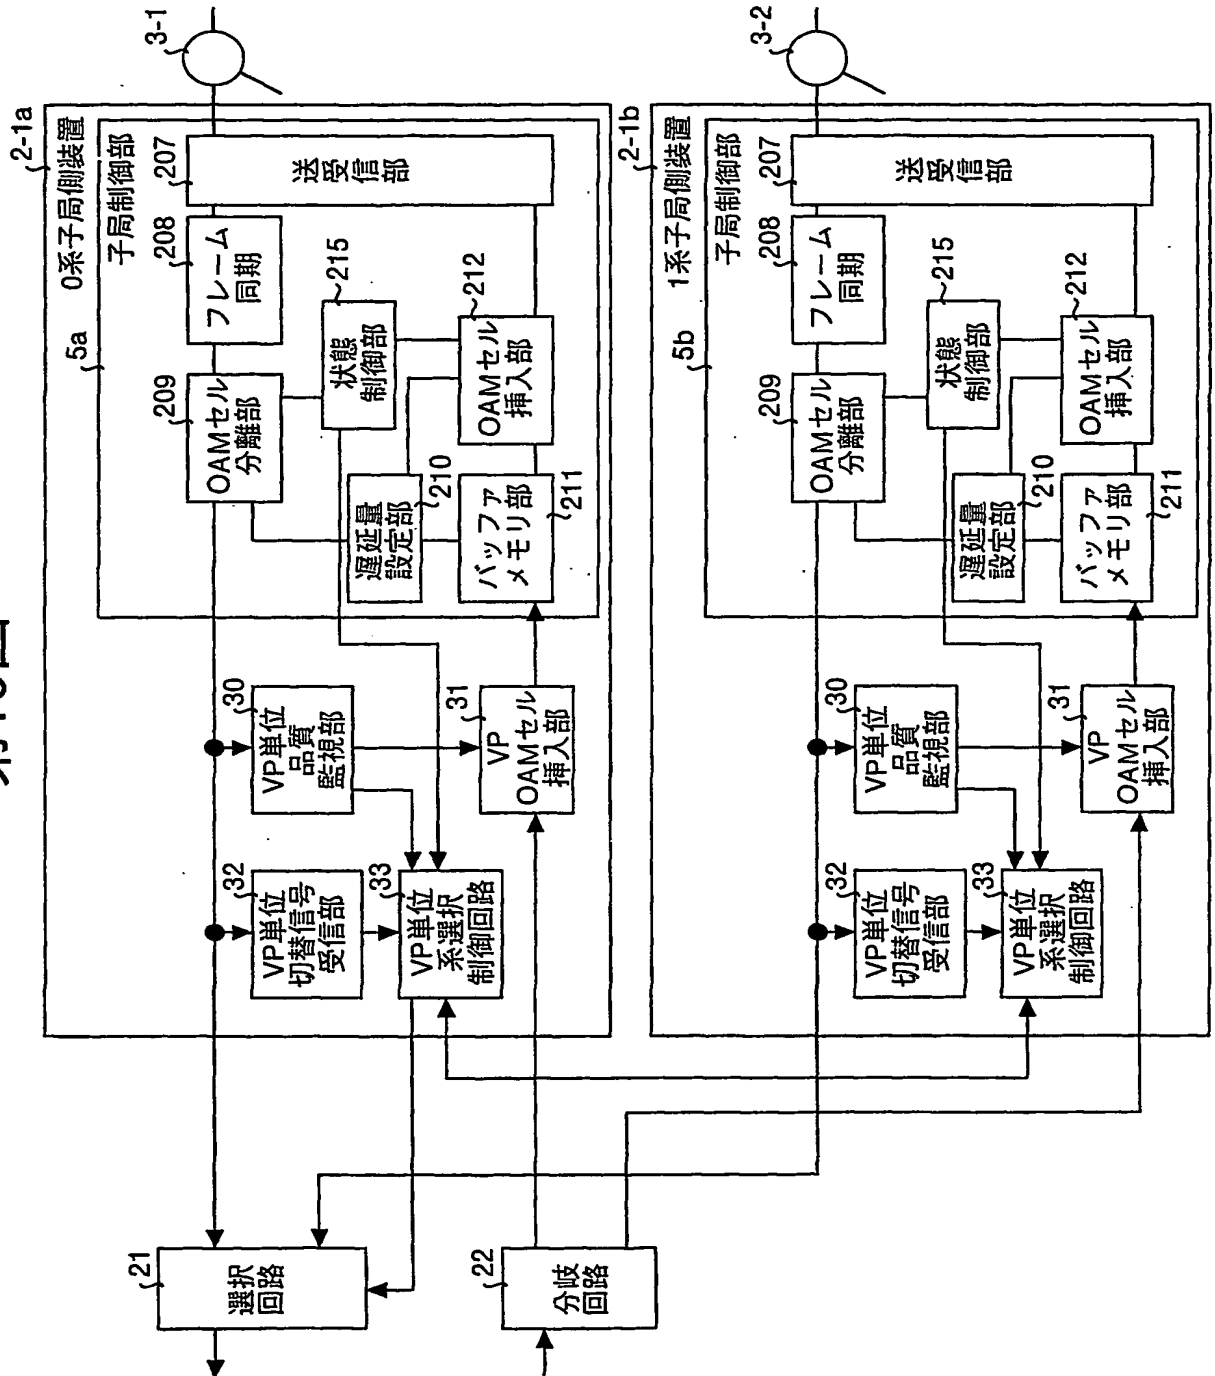 3-1
2-1a
0系子局側装置
5a
子局制御部
207
送
受信
部
208
フレーム
同期
209
OAMセル
分離部
215
状態
制御部
212
OAMセル
挿入部
210
遅延量
設定部
211
バッファ
メモリ部
30
VP単位
品質
監視部
31
VP
OAMセル
挿入部
32
VP単位
切替信号
受信部
33
VP単位
系選択
制御回路
21
選択
回路
22
分岐
回路
3-2
2-1b
1系子局側装置
5b
子局制御部
207
送
受信
部
208
フレーム
同期
209
OAMセル
分離部
215
状態
制御部
212
OAMセル
挿入部
210
遅延量
設定部
211
バッファ
メモリ部
30
VP単位
品質
監視部
31
VP
OAMセル
挿入部
32
VP単位
切替信号
受信部
33
VP単位
系選択
制御回路